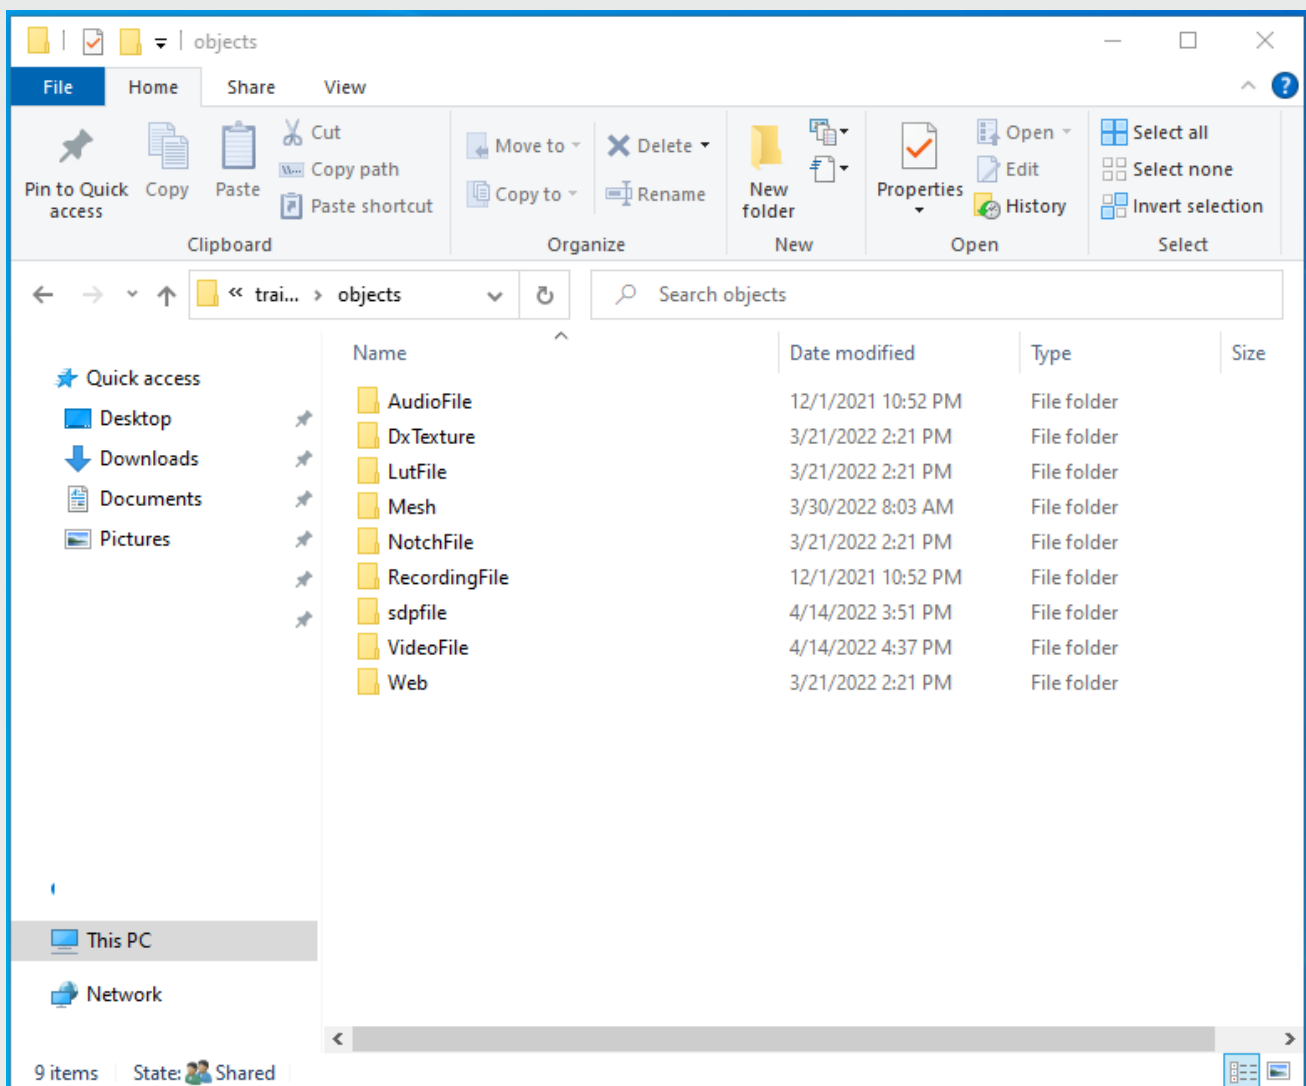 objects
File Home Share View ?
Pin to Quick access
Copy
Paste
Cut
Copy path
Paste shortcut
Clipboard
Move to
Copy to
Delete
Rename
Organize
New folder
New
Properties
Open
Edit
History
Open
Select all
Select none
Invert selection
Select
« trai... › objects
Search objects
Quick access
Desktop
Downloads
Documents
Pictures
This PC
Network
Name Date modified Type Size
AudioFile 12/1/2021 10:52 PM File folder
DxTexture 3/21/2022 2:21 PM File folder
LutFile 3/21/2022 2:21 PM File folder
Mesh 3/30/2022 8:03 AM File folder
NotchFile 3/21/2022 2:21 PM File folder
RecordingFile 12/1/2021 10:52 PM File folder
sdpfile 4/14/2022 3:51 PM File folder
VideoFile 4/14/2022 4:37 PM File folder
Web 3/21/2022 2:21 PM File folder
9 items State: Shared